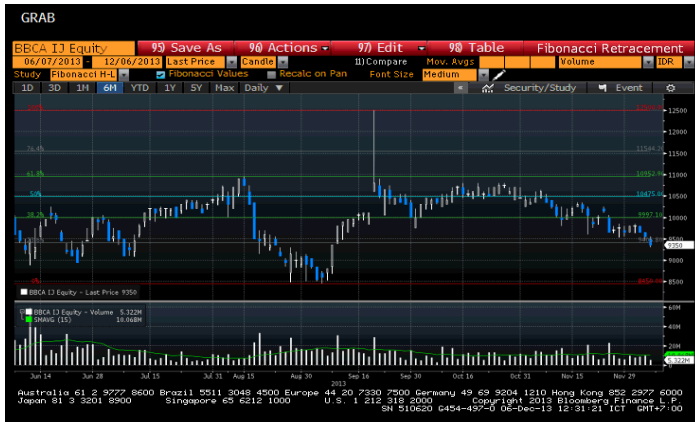 GRAB
BBCA IJ Equity 95) Save As 96) Actions 97) Edit 98) Table Fibonacci Retracement
06/07/2013 - 12/06/2013 Last Price Candle 11) Compare Mov. Avgs Volume IDR
Study Fibonacci H-L Fibonacci Values Recalc on Pan Font Size Medium
1D 3D 1M 6M YTD 1Y 5Y Max Daily ▼ « Security/Study Event
100%
12500
12000
76.4% 11544.20
11500
61.8% 10952.90
11000
50% 10475.00
10500
38.2% 9997.10
10000
9500
9350
9000
0%
8500
BBCA IJ Equity - Last Price 9350
BBCA IJ Equity - Volume 5.322M
SMAVG (15) 10.068M
60M
40M
20M
5.322M
0
Jun 14 Jun 28 Jul 15 Jul 31 Aug 15 Aug 30 Sep 16 Sep 30 Oct 16 Oct 31 Nov 15 Nov 29
2013
Australia 61 2 9777 8600 Brazil 5511 3048 4500 Europe 44 20 7330 7500 Germany 49 69 9204 1210 Hong Kong 852 2977 6000
Japan 81 3 3201 8900 Singapore 65 6212 1000 U.S. 1 212 318 2000 Copyright 2013 Bloomberg Finance L.P.
SN 510620 G454-497-0 06-Dec-13 12:31:21 ICT GMT+7:00